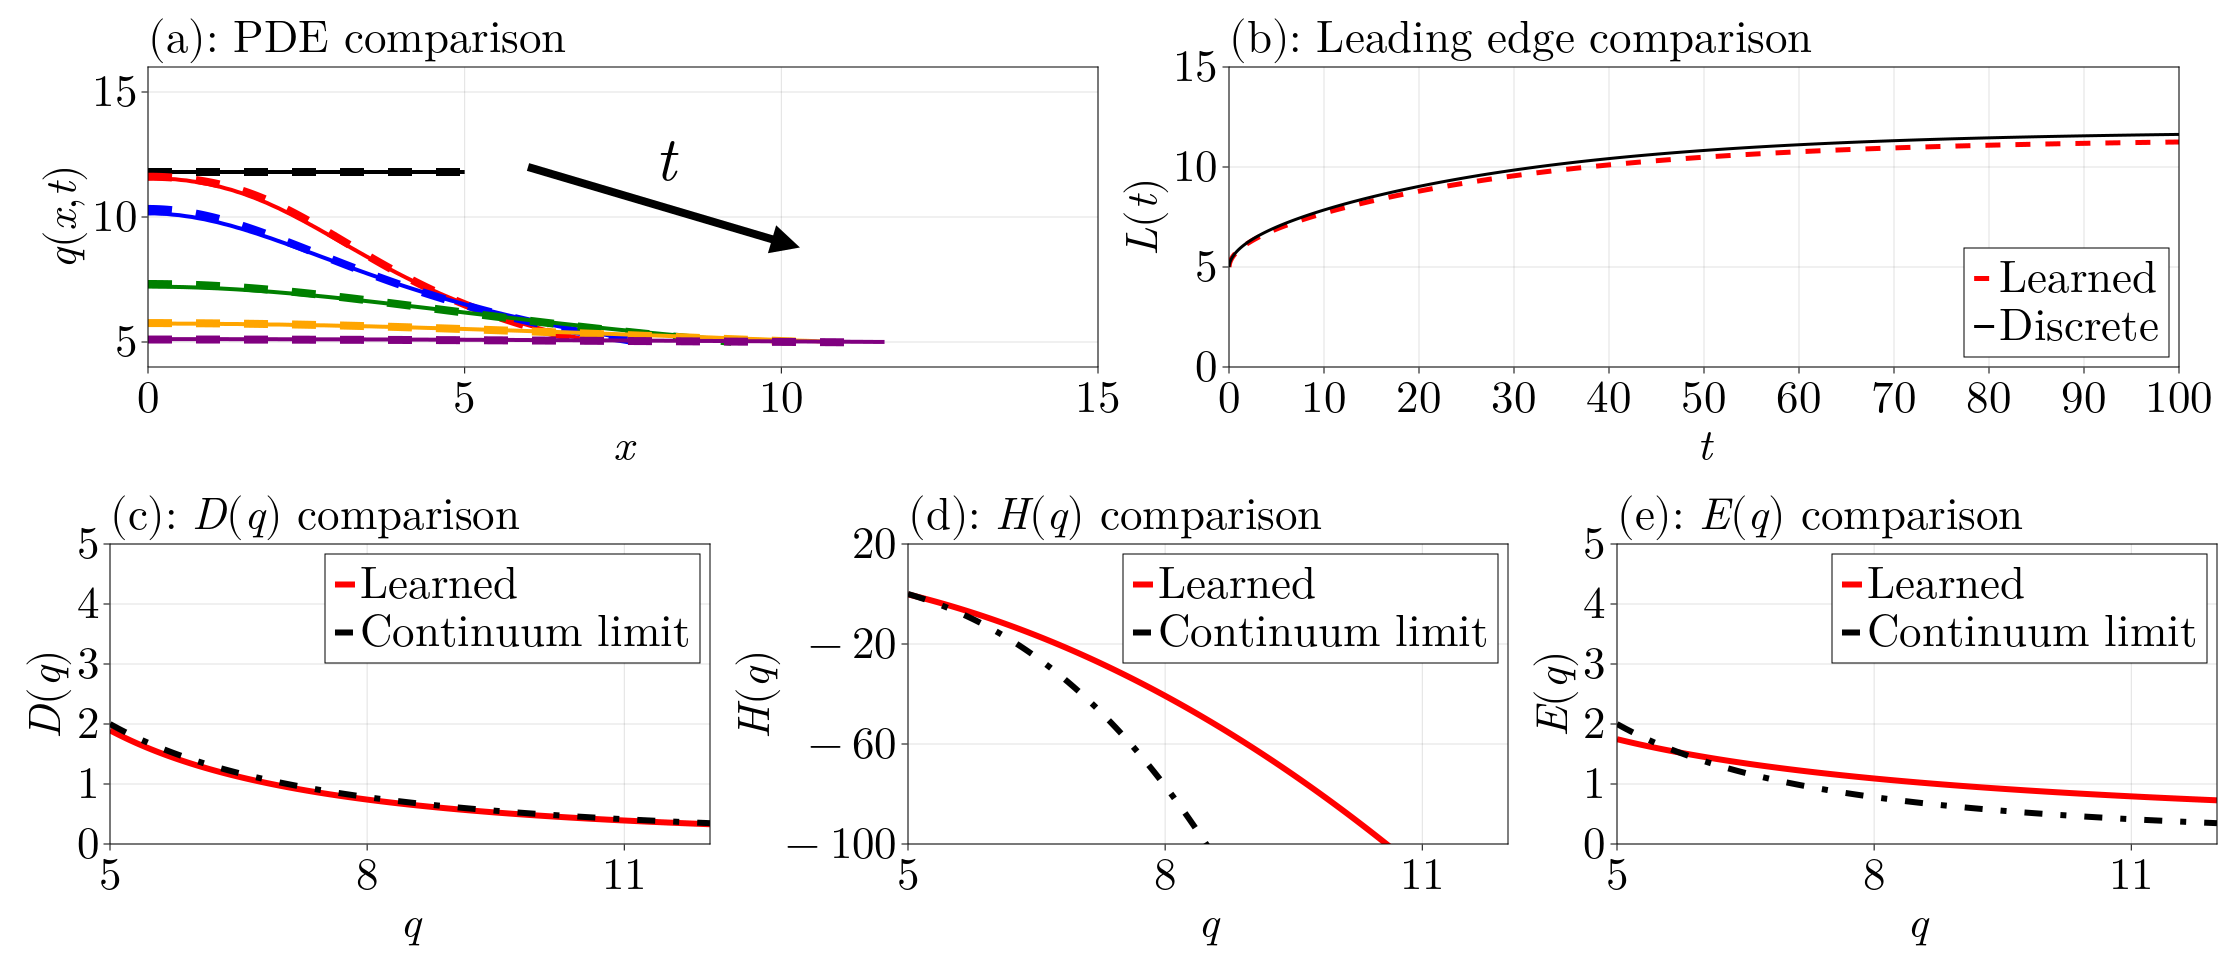 (a): PDE comparison
15
10
5
q(x, t)
t
0 5 10 15
x
(b): Leading edge comparison
15
10
5
0
L(t)
Learned
Discrete
0 10 20 30 40 50 60 70 80 90 100
t
(c): D(q) comparison
5
4
3
2
1
0
D(q)
Learned
Continuum limit
5 8 11
q
(d): H(q) comparison
20
−20
−60
−100
H(q)
Learned
Continuum limit
5 8 11
q
(e): E(q) comparison
5
4
3
2
1
0
E(q)
Learned
Continuum limit
5 8 11
q